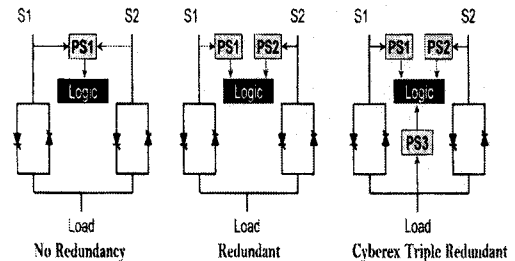 S1 S2 S1 S2 S1 S2
PS1 PS1 PS2 PS1 PS2
Logic Logic Logic
PS3
Load Load Load
No Redundancy Redundant Cyberex Triple Redundant